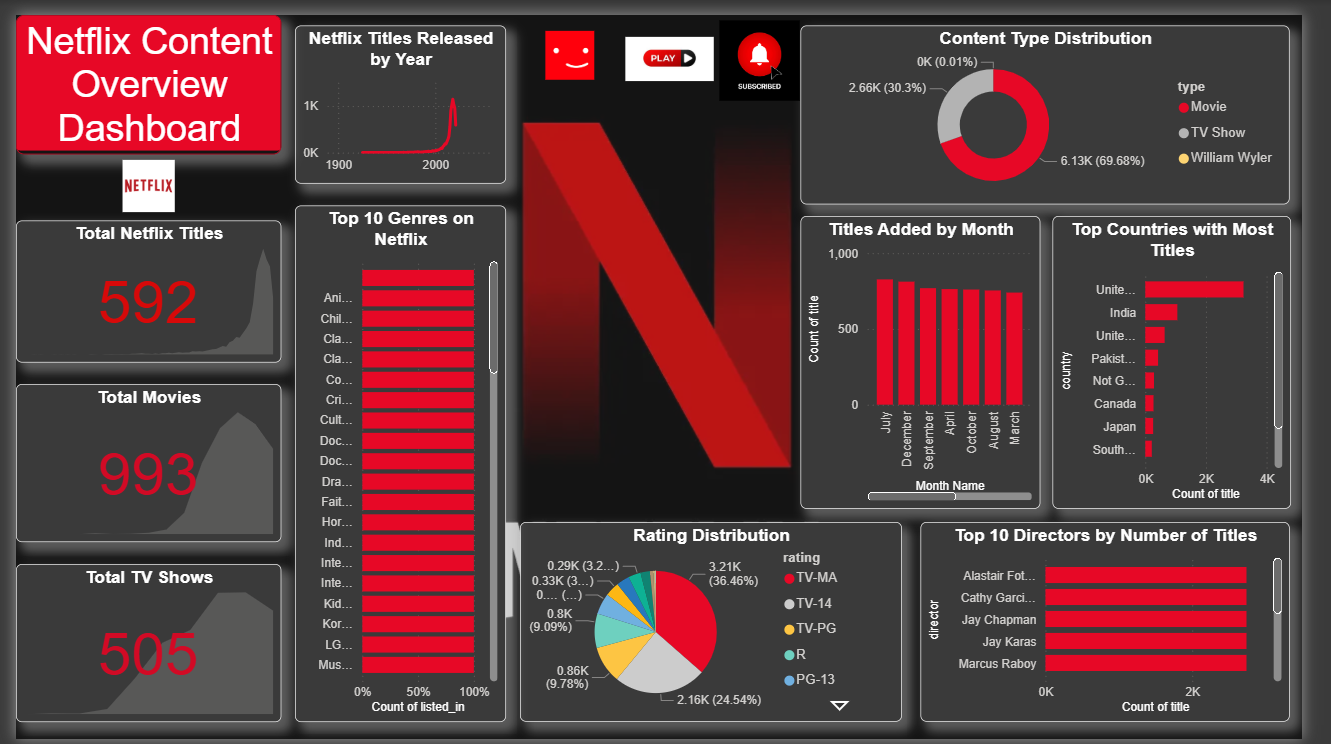 Netflix Content
Overview
Dashboard
NETFLIX
Total Netflix Titles
592
Total Movies
993
Total TV Shows
505
Netflix Titles Released
by Year
1K
0K
1900
2000
Top 10 Genres on
Netflix
Ani...
Chil...
Cla...
Cla...
Co...
Cri...
Cult...
Doc...
Doc...
Dra...
Fait...
Hor...
Ind...
Inte...
Inte...
Kid...
Kor...
LG...
Mus...
0%
50%
100%
Count of listed_in
PLAY
SUBSCRIBED
Content Type Distribution
0K (0.01%)
2.66K (30.3%)
6.13K (69.68%)
type
Movie
TV Show
William Wyler
Titles Added by Month
1,000
500
0
Count of title
July
December
September
April
October
August
March
Month Name
Top Countries with Most
Titles
country
Unite...
India
Unite...
Pakist...
Not G...
Canada
Japan
South...
0K
2K
4K
Count of title
Rating Distribution
0.29K (3.2...)
0.33K (3...)
0.... (...)
0.8K
(9.09%)
0.86K
(9.78%)
2.16K (24.54%)
3.21K
(36.46%)
rating
TV-MA
TV-14
TV-PG
R
PG-13
Top 10 Directors by Number of Titles
director
Alastair Fot...
Cathy Garci...
Jay Chapman
Jay Karas
Marcus Raboy
0K
2K
Count of title